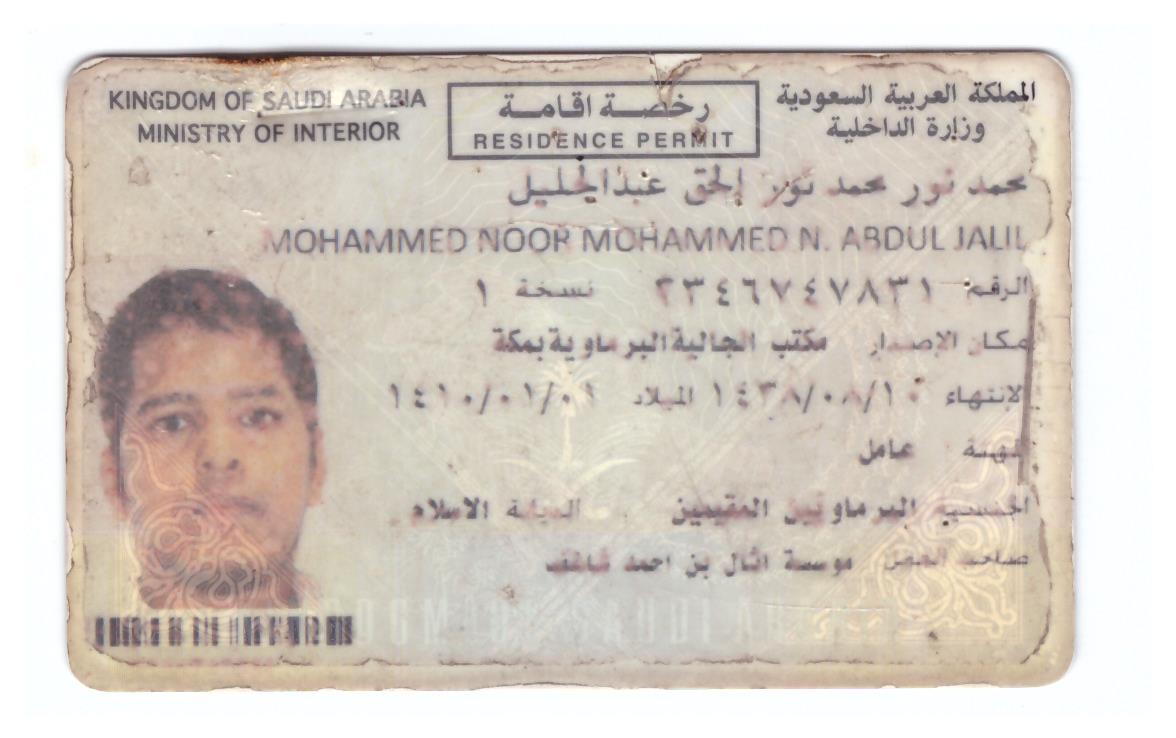 KINGDOM OF SAUDI ARABIA
MINISTRY OF INTERIOR
رخصة اقامة
RESIDENCE PERMIT
المملكة العربية السعودية
وزارة الداخلية
محمد نور محمد نور الحق عبدالجليل
MOHAMMED NOOR MOHAMMED N. ABDUL JALIL
الرقم ٢٣٤٦٧٤٧٨٣١ نسخة ١
مكان الإصدار مكتب الجالية البرماوية بمكة
الانتهاء ١٤٣٨/٠٨/١٠ الميلاد ١٤١٠/٠١/٠١
المهنة عامل
الجنسية البرماويين المقيمين الديانة الاسلام
صاحب العمل موسسة اثال بن احمد